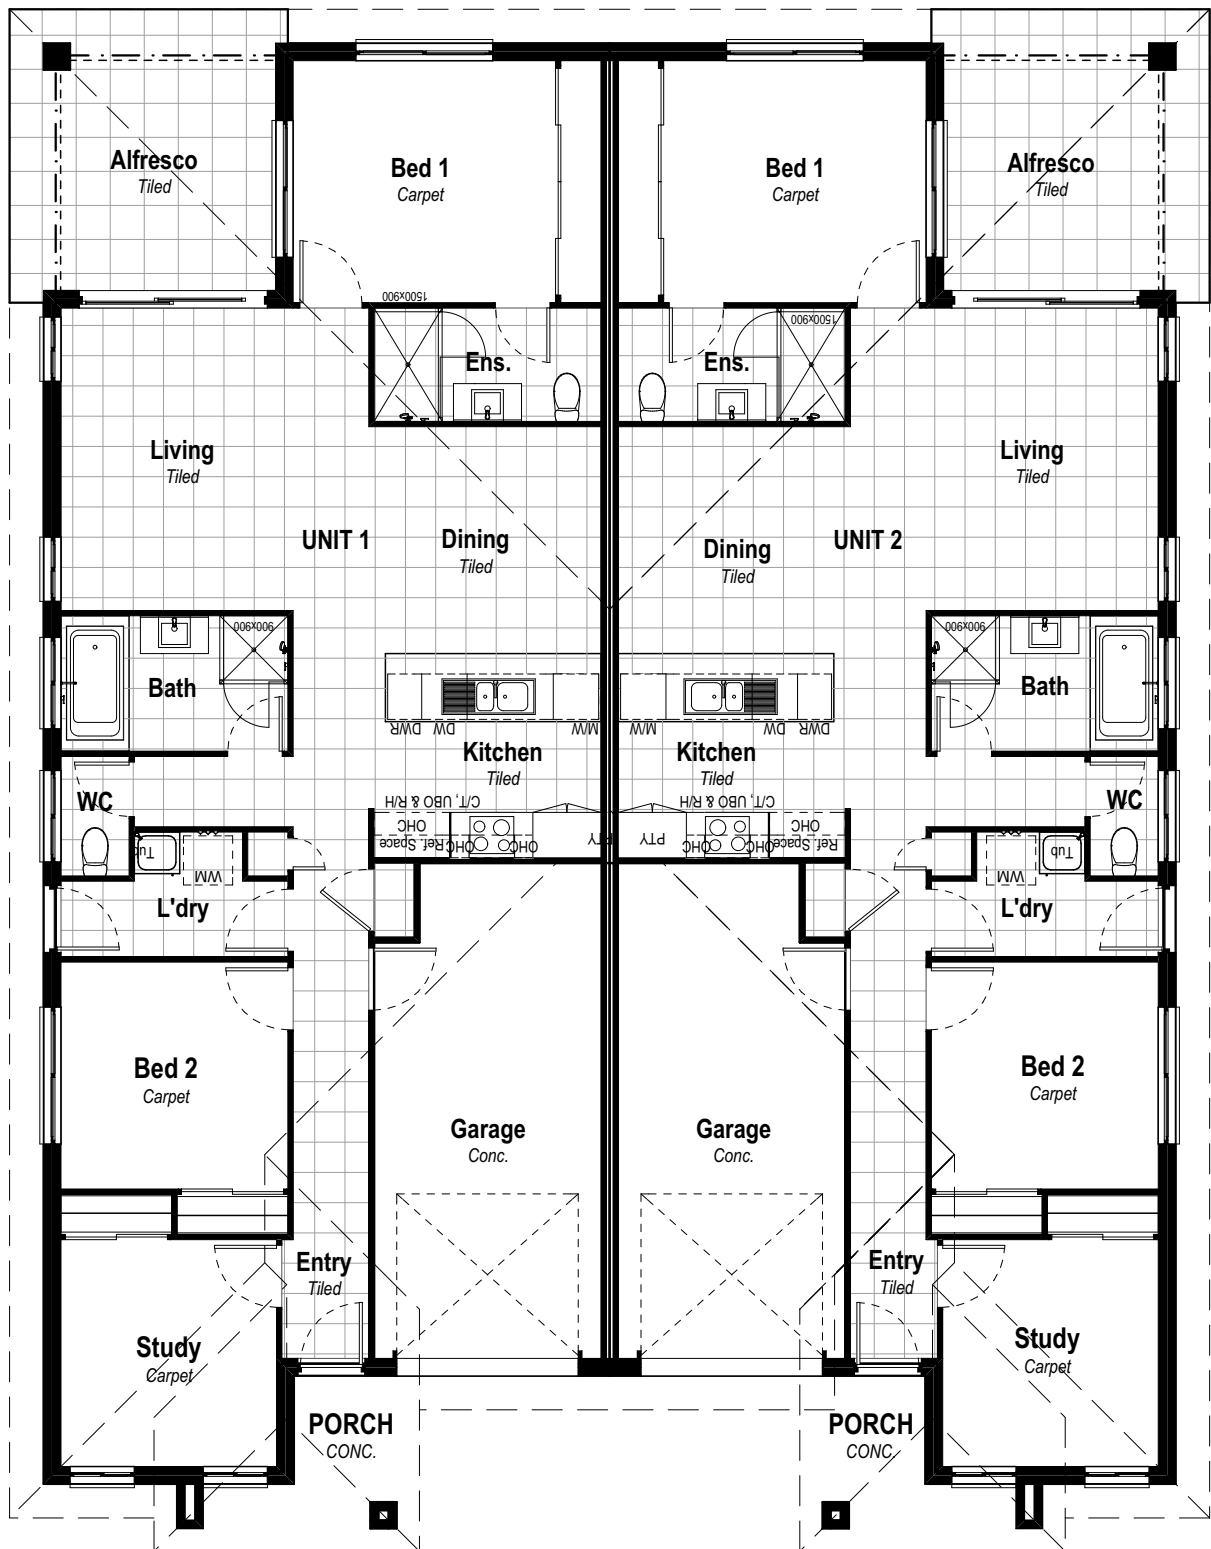 Alfresco
Tiled
Bed 1
Carpet
Bed 1
Carpet
Alfresco
Tiled
1500x900
1500x900
Ens.
Ens.
Living
Tiled
Living
Tiled
UNIT 1
Dining
Tiled
Dining
Tiled
UNIT 2
900x900
900x900
Bath
Bath
DWR
DW
M/W
M/W
DW
DWR
Kitchen
Tiled
Kitchen
Tiled
WC
WC
C/T, UBO & R/H
C/T, UBO & R/H
OHC
Ref. Space
OHC
OHC
PTY
PTY
OHC
OHC
OHC
Ref. Space
Tub
WM
WM
Tub
L'dry
L'dry
Bed 2
Carpet
Bed 2
Carpet
Garage
Conc.
Garage
Conc.
Entry
Tiled
Entry
Tiled
Study
Carpet
Study
Carpet
PORCH
CONC.
PORCH
CONC.